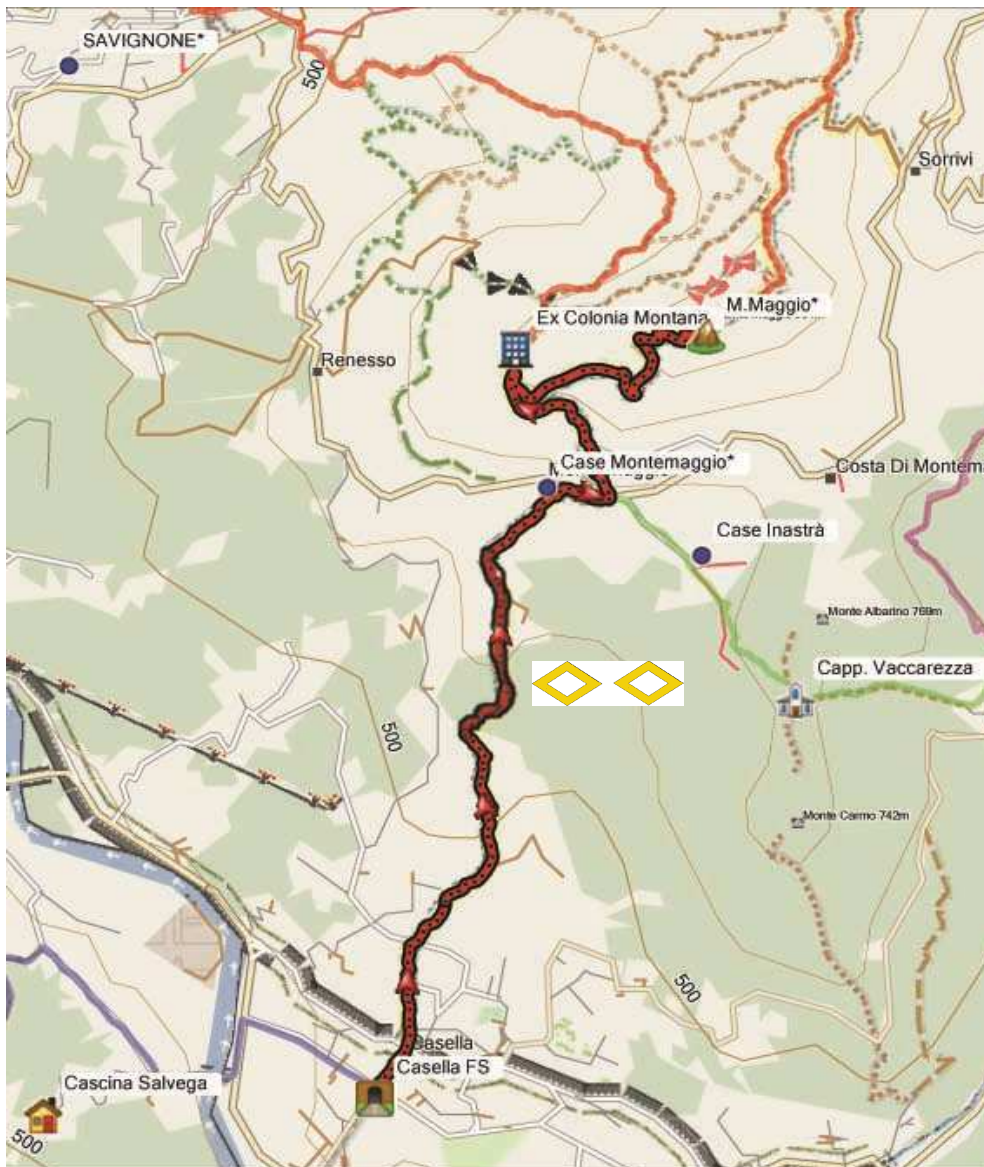 SAVIGNONE*
500
Sorrivi
M.Maggio*
Ex Colonia Montana
Renesso
Case Montemaggio*
Costa Di Montem
Case Inastrà
Monte Albarino 769m
Capp. Vaccarezza
500
Monte Carmo 742m
500
Casella
Casella FS
Cascina Salvega
500